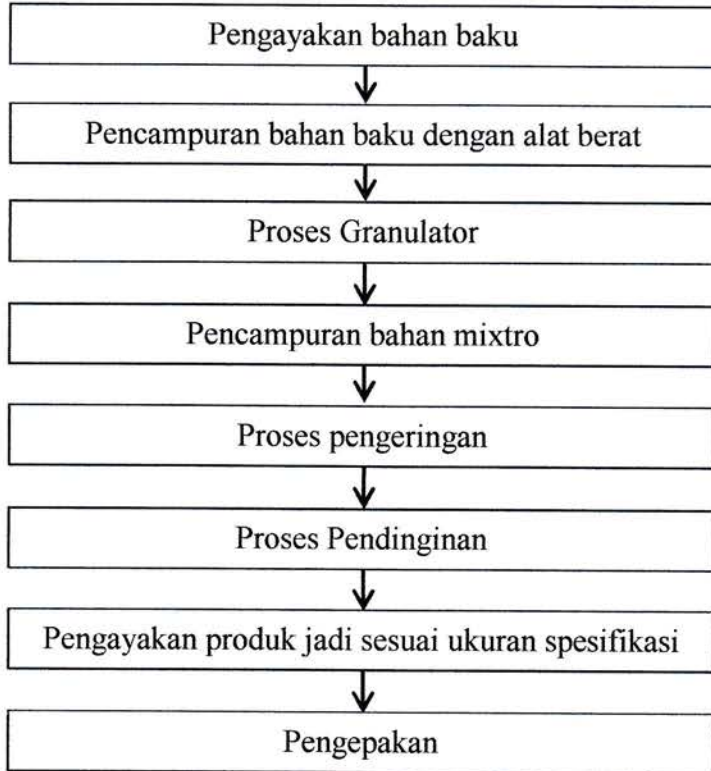 Pengayakan bahan baku
Pencampuran bahan baku dengan alat berat
Proses Granulator
Pencampuran bahan mixtro
Proses pengeringan
Proses Pendinginan
Pengayakan produk jadi sesuai ukuran spesifikasi
Pengepakan